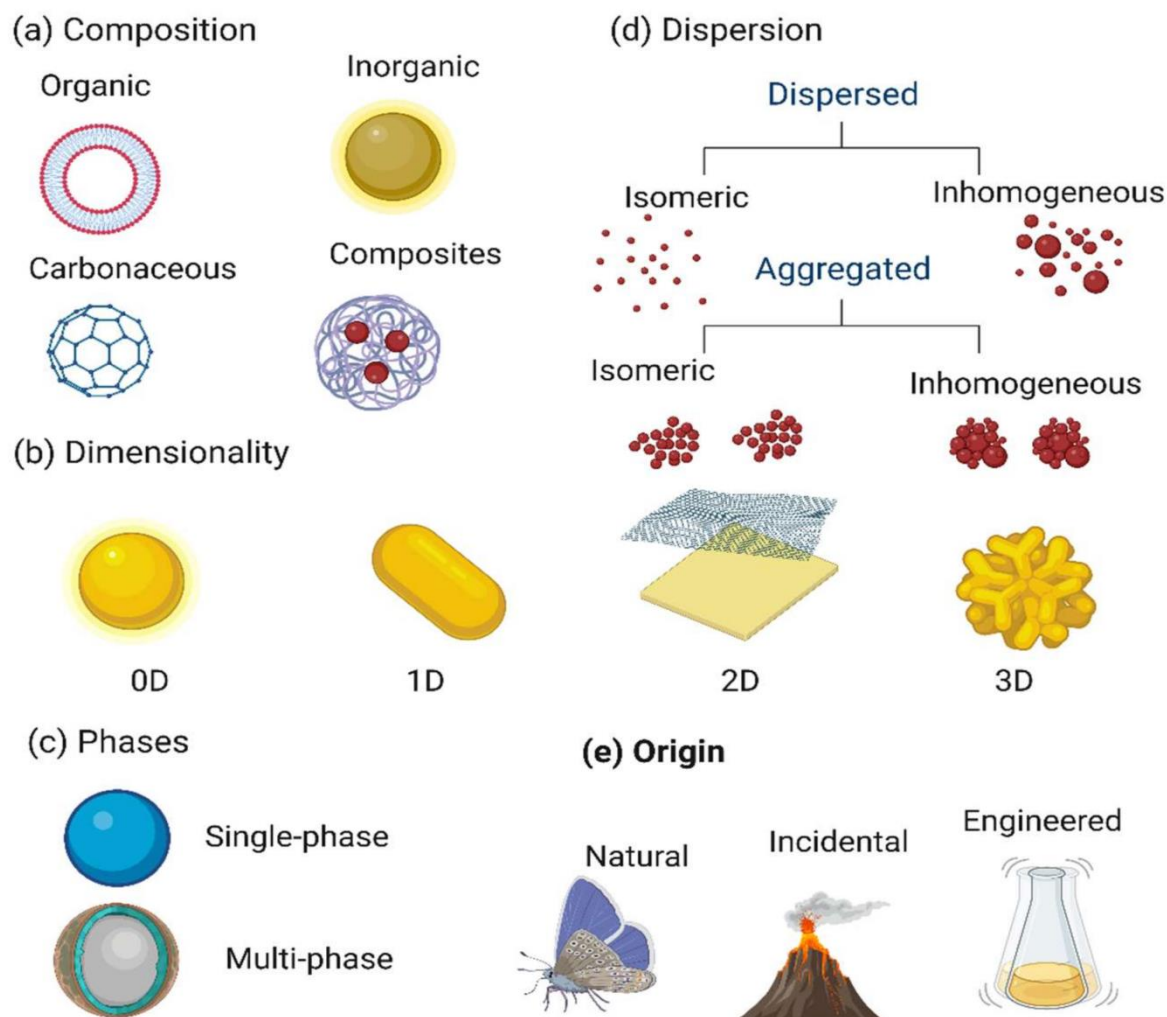 (a) Composition
Organic
Inorganic
Carbonaceous
Composites
(b) Dimensionality
0D
1D
2D
3D
(c) Phases
Single-phase
Multi-phase
(d) Dispersion
Dispersed
Isomeric
Inhomogeneous
Aggregated
Isomeric
Inhomogeneous
(e) Origin
Natural
Incidental
Engineered